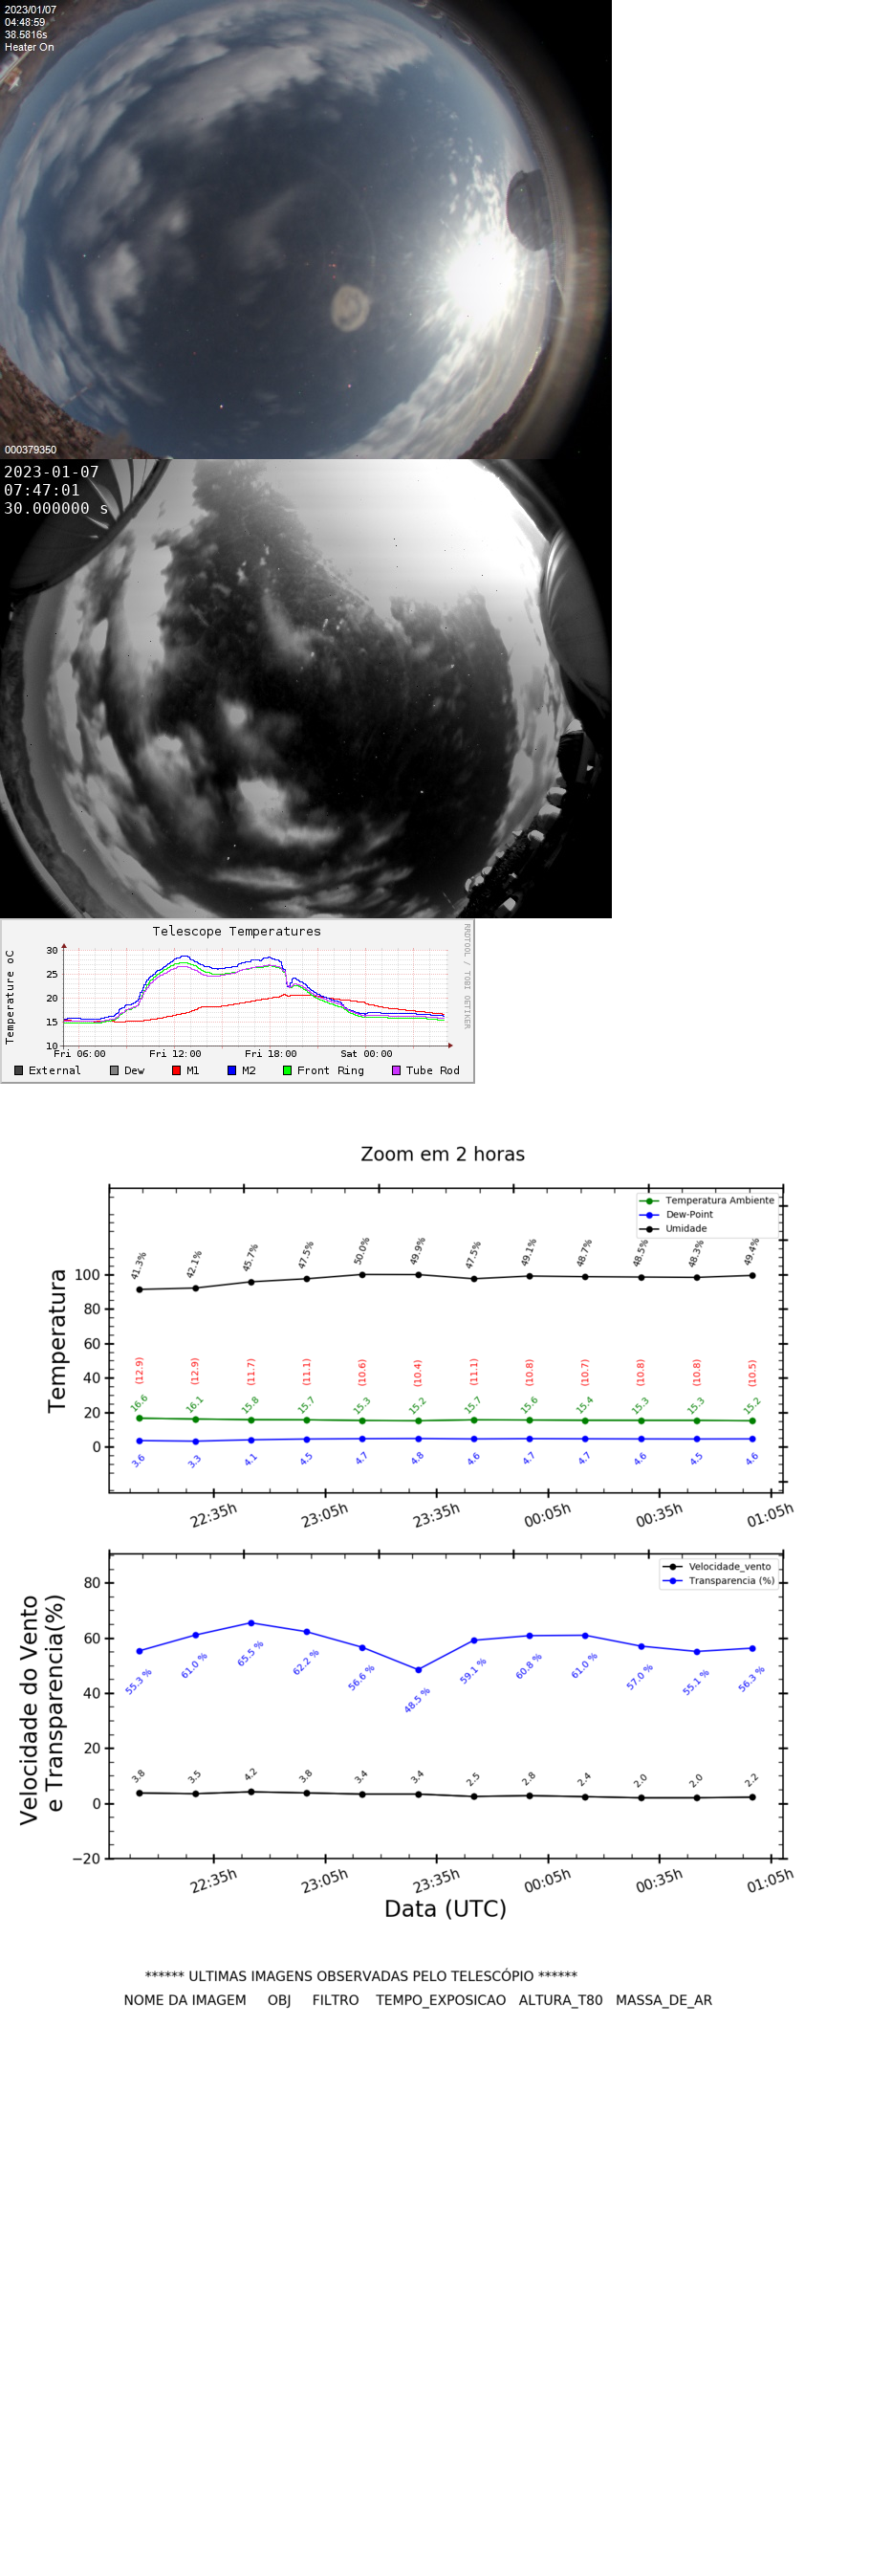 2023/01/07
04:48:59
38.5816s
Heater On
000379350
2023-01-07
07:47:01
30.000000 s
Telescope Temperatures
RRDTOOL / TOBI OETIKER
Temperature oC
30
25
20
15
10
Fri 06:00 Fri 12:00 Fri 18:00 Sat 00:00
External Dew M1 M2 Front Ring Tube Rod
Zoom em 2 horas
Temperatura Ambiente
Dew-Point
Umidade
Temperatura
100
80
60
40
20
0
41.3% 42.1% 45.7% 47.5% 50.0% 49.9% 47.5% 49.1% 48.7% 48.5% 48.3% 49.4%
(12.9) (12.9) (11.7) (11.1) (10.6) (10.4) (11.1) (10.8) (10.7) (10.8) (10.8) (10.5)
16.6 16.1 15.8 15.7 15.3 15.2 15.7 15.6 15.4 15.3 15.3 15.2
3.6 3.3 4.1 4.5 4.7 4.8 4.6 4.7 4.7 4.6 4.5 4.6
22:35h 23:05h 23:35h 00:05h 00:35h 01:05h
Velocidade_vento
Transparencia (%)
Velocidade do Vento
e Transparencia(%)
80
60
40
20
0
−20
55.3 % 61.0 % 65.5 % 62.2 % 56.6 % 48.5 % 59.1 % 60.8 % 61.0 % 57.0 % 55.1 % 56.3 %
3.8 3.5 4.2 3.8 3.4 3.4 2.5 2.8 2.4 2.0 2.0 2.2
22:35h 23:05h 23:35h 00:05h 00:35h 01:05h
Data (UTC)
****** ULTIMAS IMAGENS OBSERVADAS PELO TELESCÓPIO ******
NOME DA IMAGEM OBJ FILTRO TEMPO_EXPOSICAO ALTURA_T80 MASSA_DE_AR